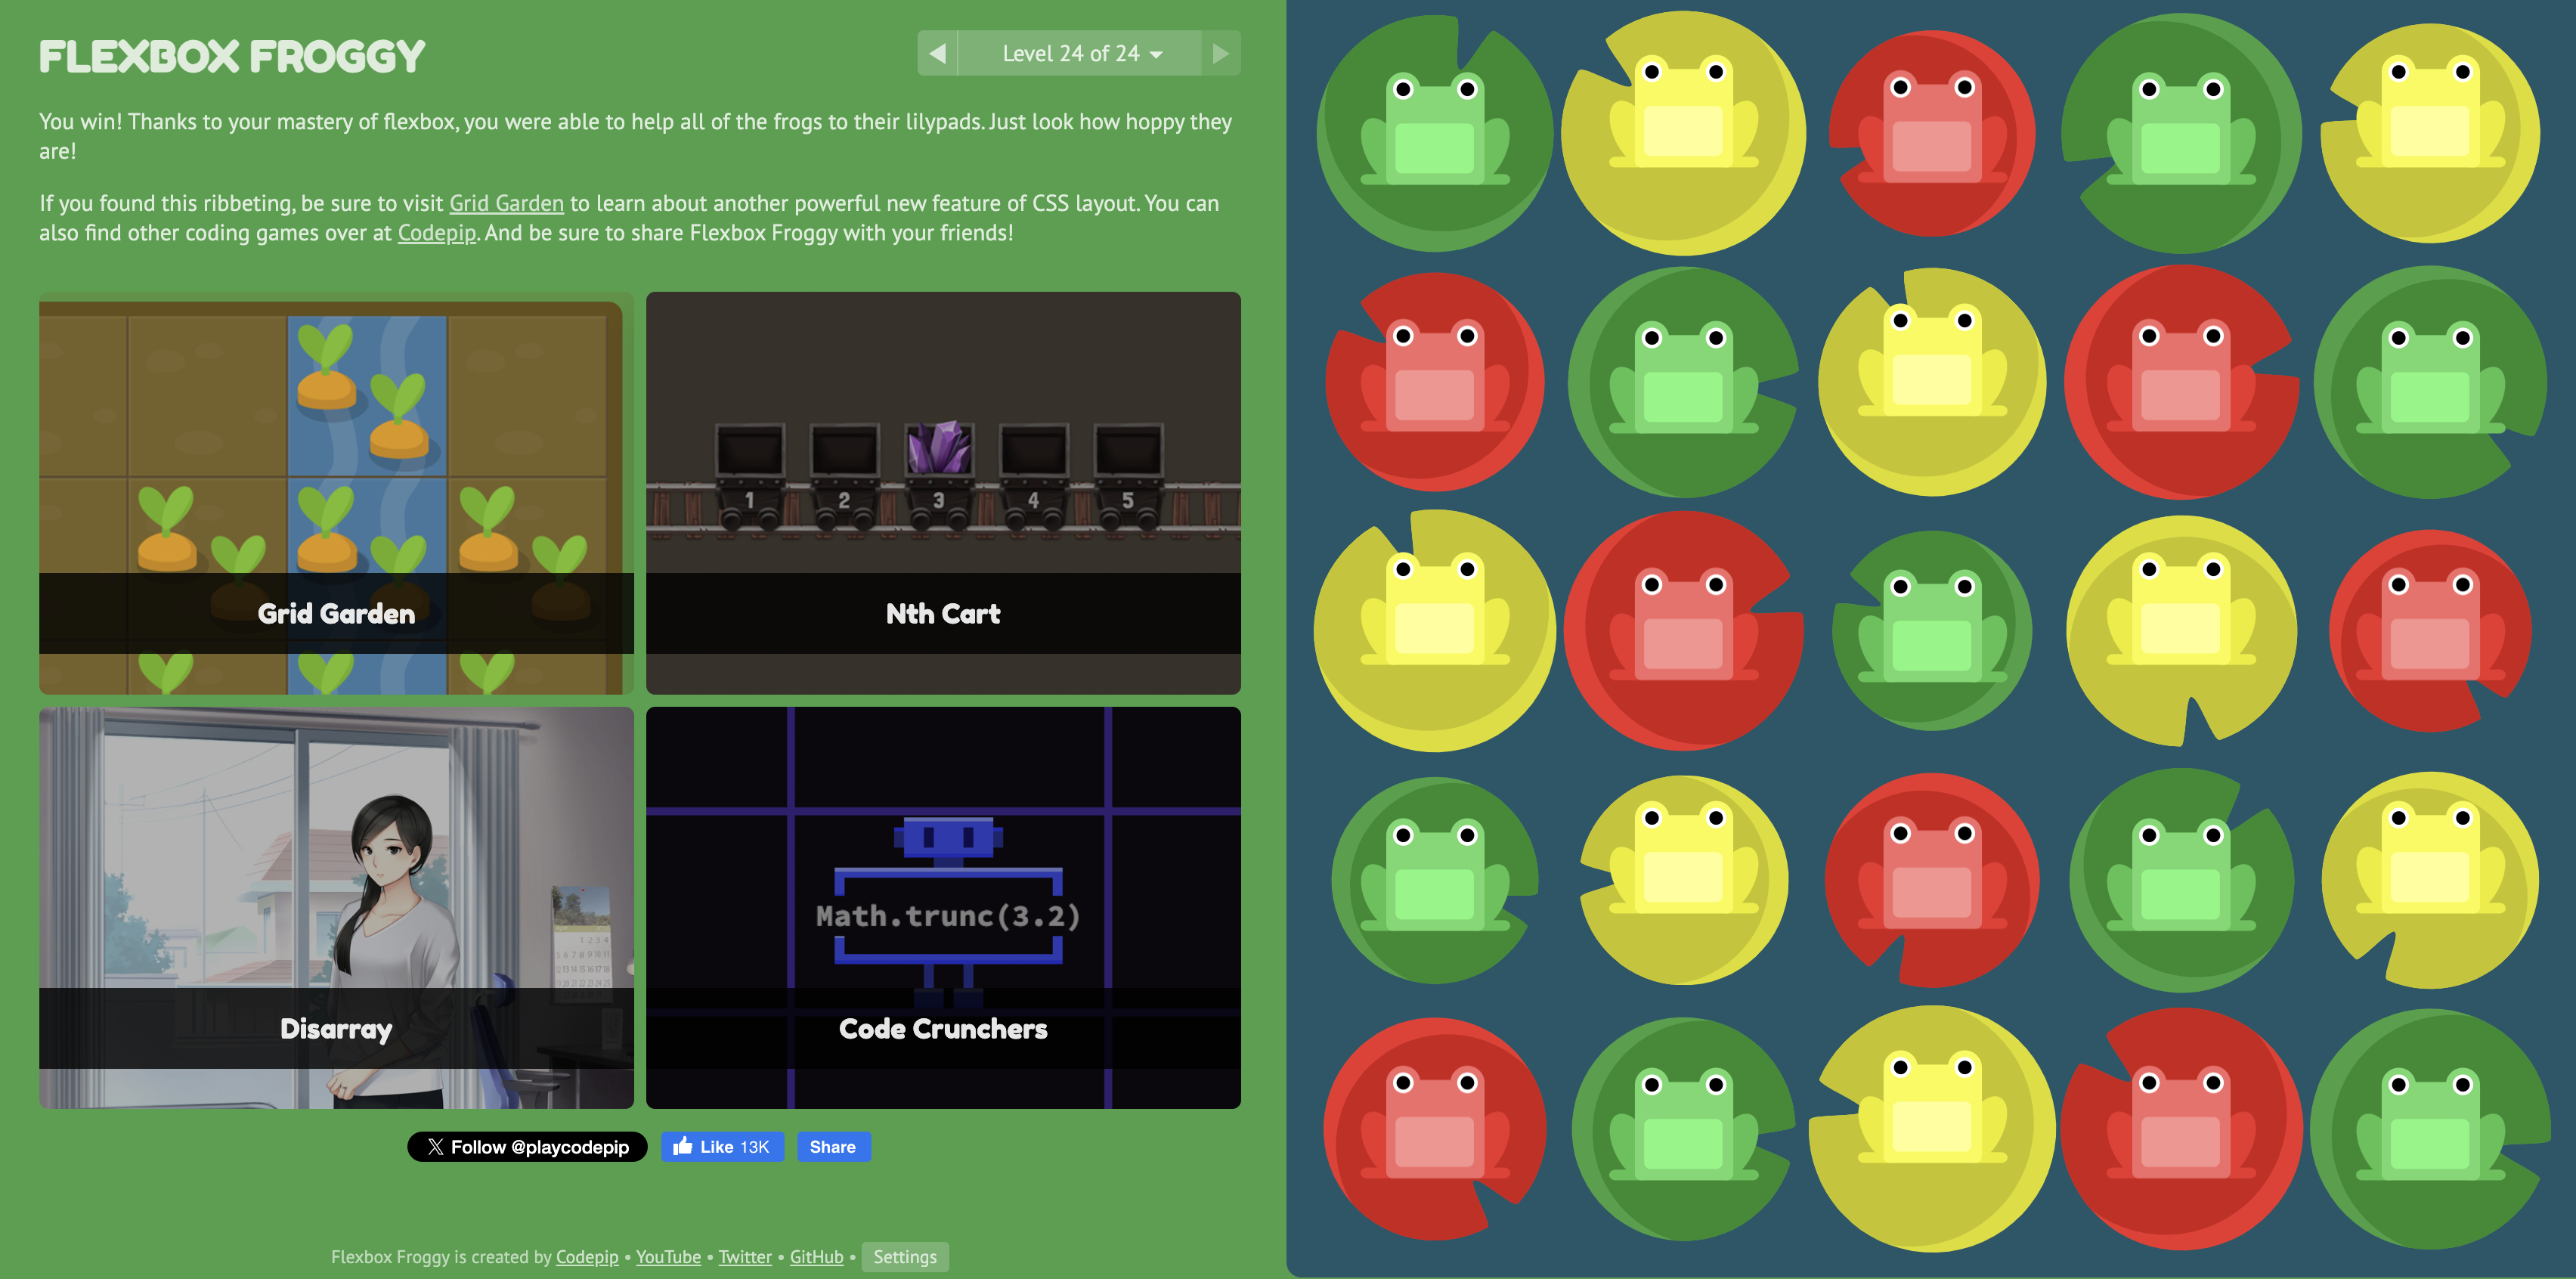 FLEXBOX FROGGY
Level 24 of 24
You win! Thanks to your mastery of flexbox, you were able to help all of the frogs to their lilypads. Just look how hoppy they
are!
If you found this ribbeting, be sure to visit Grid Garden to learn about another powerful new feature of CSS layout. You can
also find other coding games over at Codepip. And be sure to share Flexbox Froggy with your friends!
1 2 3 4 5
Grid Garden
Nth Cart
Math.trunc(3.2)
Disarray
Code Crunchers
Follow @playcodepip
Like 13K
Share
Flexbox Froggy is created by Codepip • YouTube • Twitter • GitHub • Settings